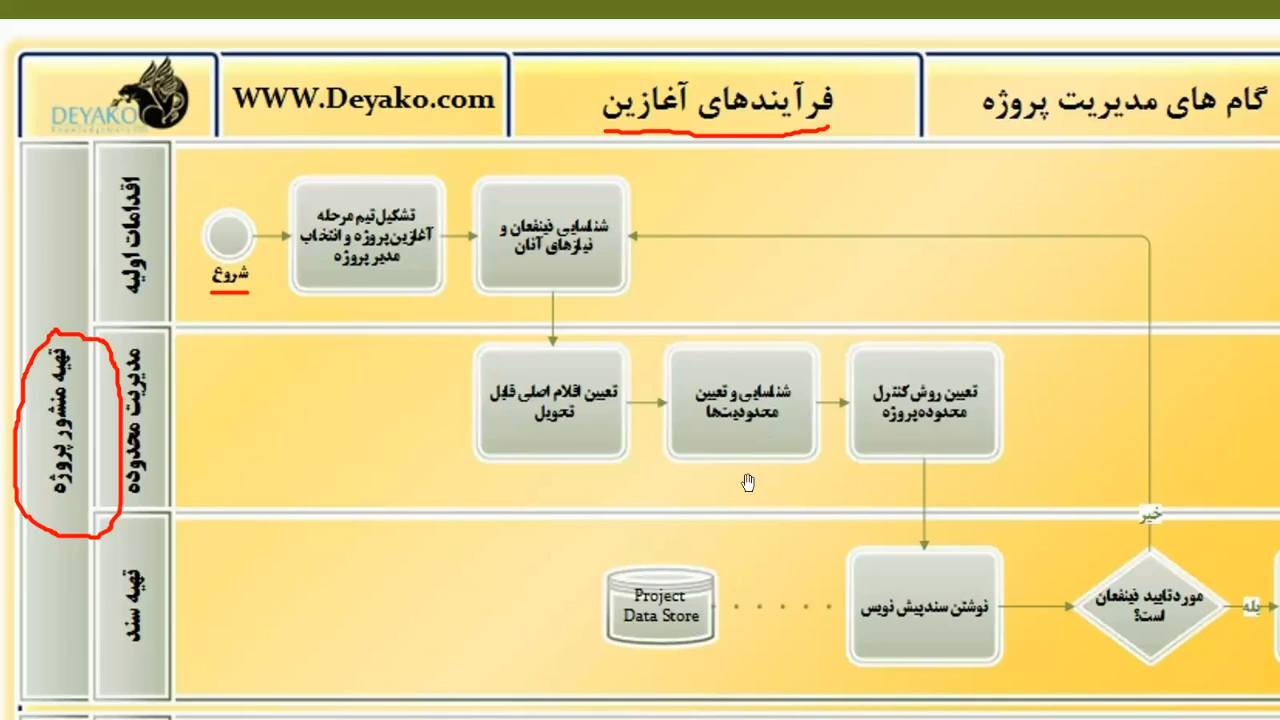 DEYAKO
WWW.Deyako.com
فرآیندهای آغازین
گام های مدیریت پروژه
تهیه منشور پروژه
اقدامات اولیه
شروع
تشکیل تیم مرحله
آغازین پروژه و انتخاب
مدیر پروژه
شناسایی ذینفعان و
نیازهای آنان
مدیریت محدوده
تعیین اقلام اصلی قابل
تحویل
شناسایی و تعیین
محدودیت‌ها
تعیین روش کنترل
محدوده پروژه
خیر
تهیه سند
Project
Data Store
نوشتن سند پیش نویس
مورد تایید ذینفعان
است؟
بله